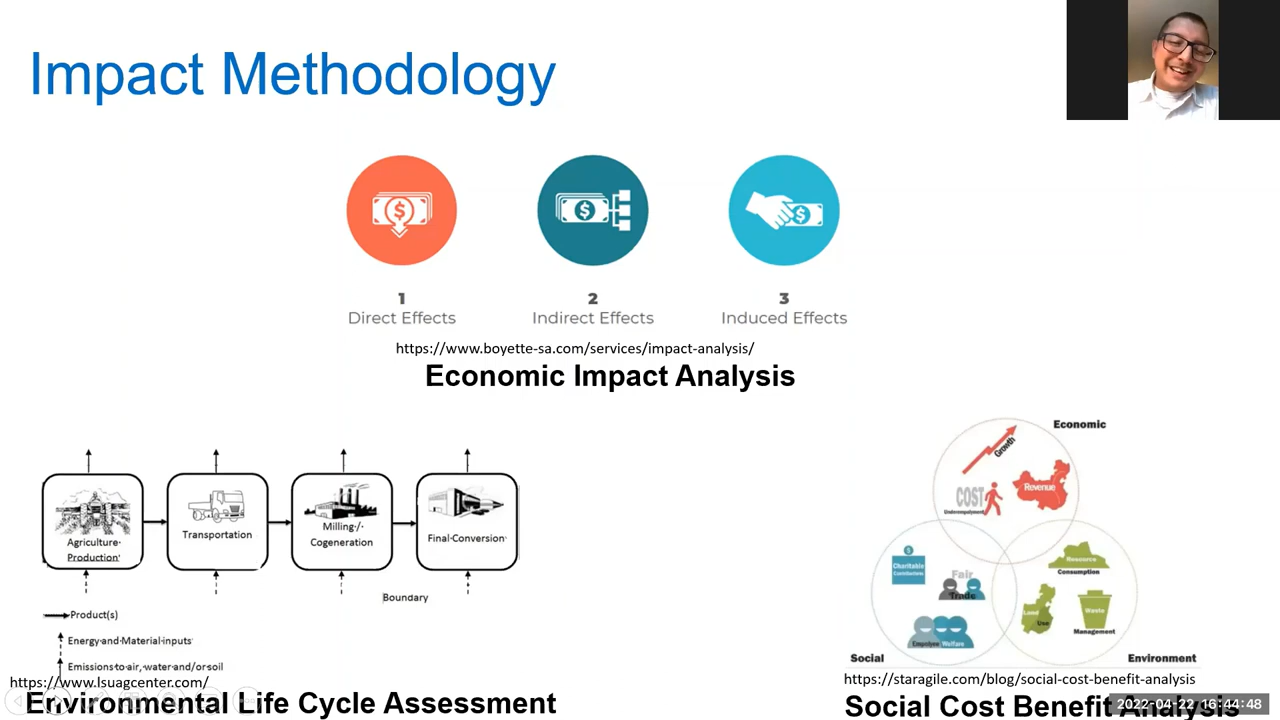 Impact Methodology
1
Direct Effects
2
Indirect Effects
3
Induced Effects
https://www.boyette-sa.com/services/impact-analysis/
Economic Impact Analysis
Agriculture·
Production
Transportation
Milling·/·
Cogeneration
Final·Conversion·
Boundary
Product(s)
Energy·and·Material·inputs
Emissions·to·air,·water·and/or·soil
https://www.lsuagcenter.com/
Environmental Life Cycle Assessment
Economic
Growth
COST
Underemployment
Revenue
Charitable
Contributions
Fair
Trade
Employee Welfare
Resource
Consumption
Land
Use
Waste
Management
Social
Environment
https://staragile.com/blog/social-cost-benefit-analysis
Social Cost Benefit Analysis
2022-04-22 16:44:48